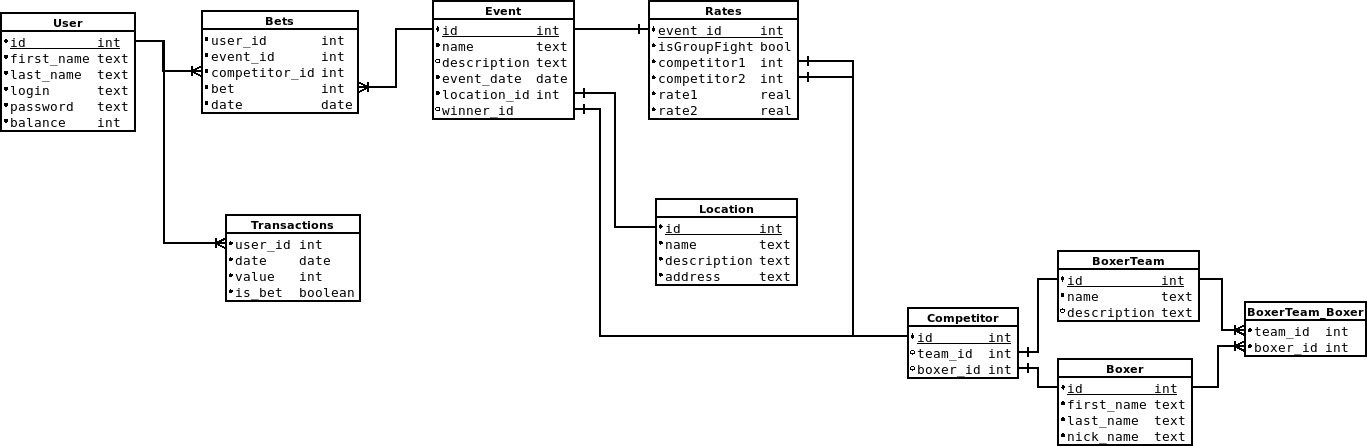 User
id int
first_name text
last_name text
login text
password text
balance int
Bets
user_id int
event_id int
competitor_id int
bet int
date date
Event
id int
name text
description text
event_date date
location_id int
winner_id
Rates
event_id int
isGroupFight bool
competitor1 int
competitor2 int
rate1 real
rate2 real
Transactions
user_id int
date date
value int
is_bet boolean
Location
id int
name text
description text
address text
Competitor
id int
team_id int
boxer_id int
BoxerTeam
id int
name text
description text
Boxer
id int
first_name text
last_name text
nick_name text
BoxerTeam_Boxer
team_id int
boxer_id int